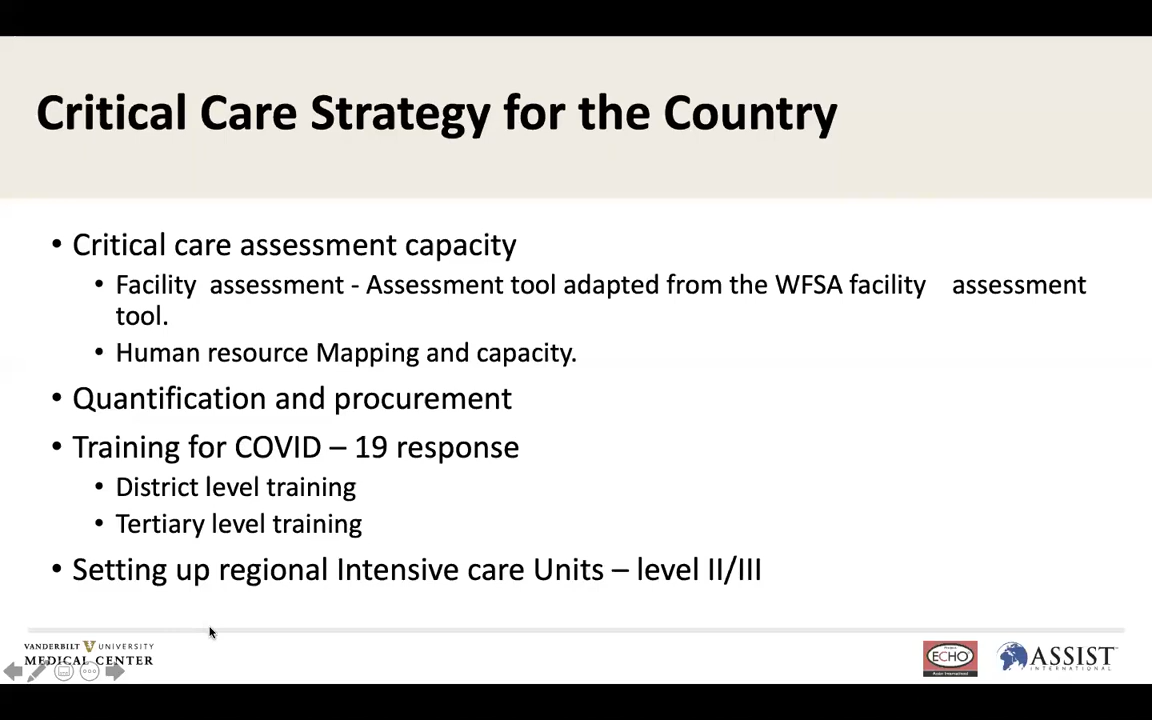 Critical Care Strategy for the Country
• Critical care assessment capacity
• Facility  assessment - Assessment tool adapted from the WFSA facility    assessment
tool.
• Human resource Mapping and capacity.
• Quantification and procurement
• Training for COVID – 19 response
• District level training
• Tertiary level training
• Setting up regional Intensive care Units – level II/III
VANDERBILT V UNIVERSITY
MEDICAL CENTER
ECHO
ASSIST
INTERNATIONAL